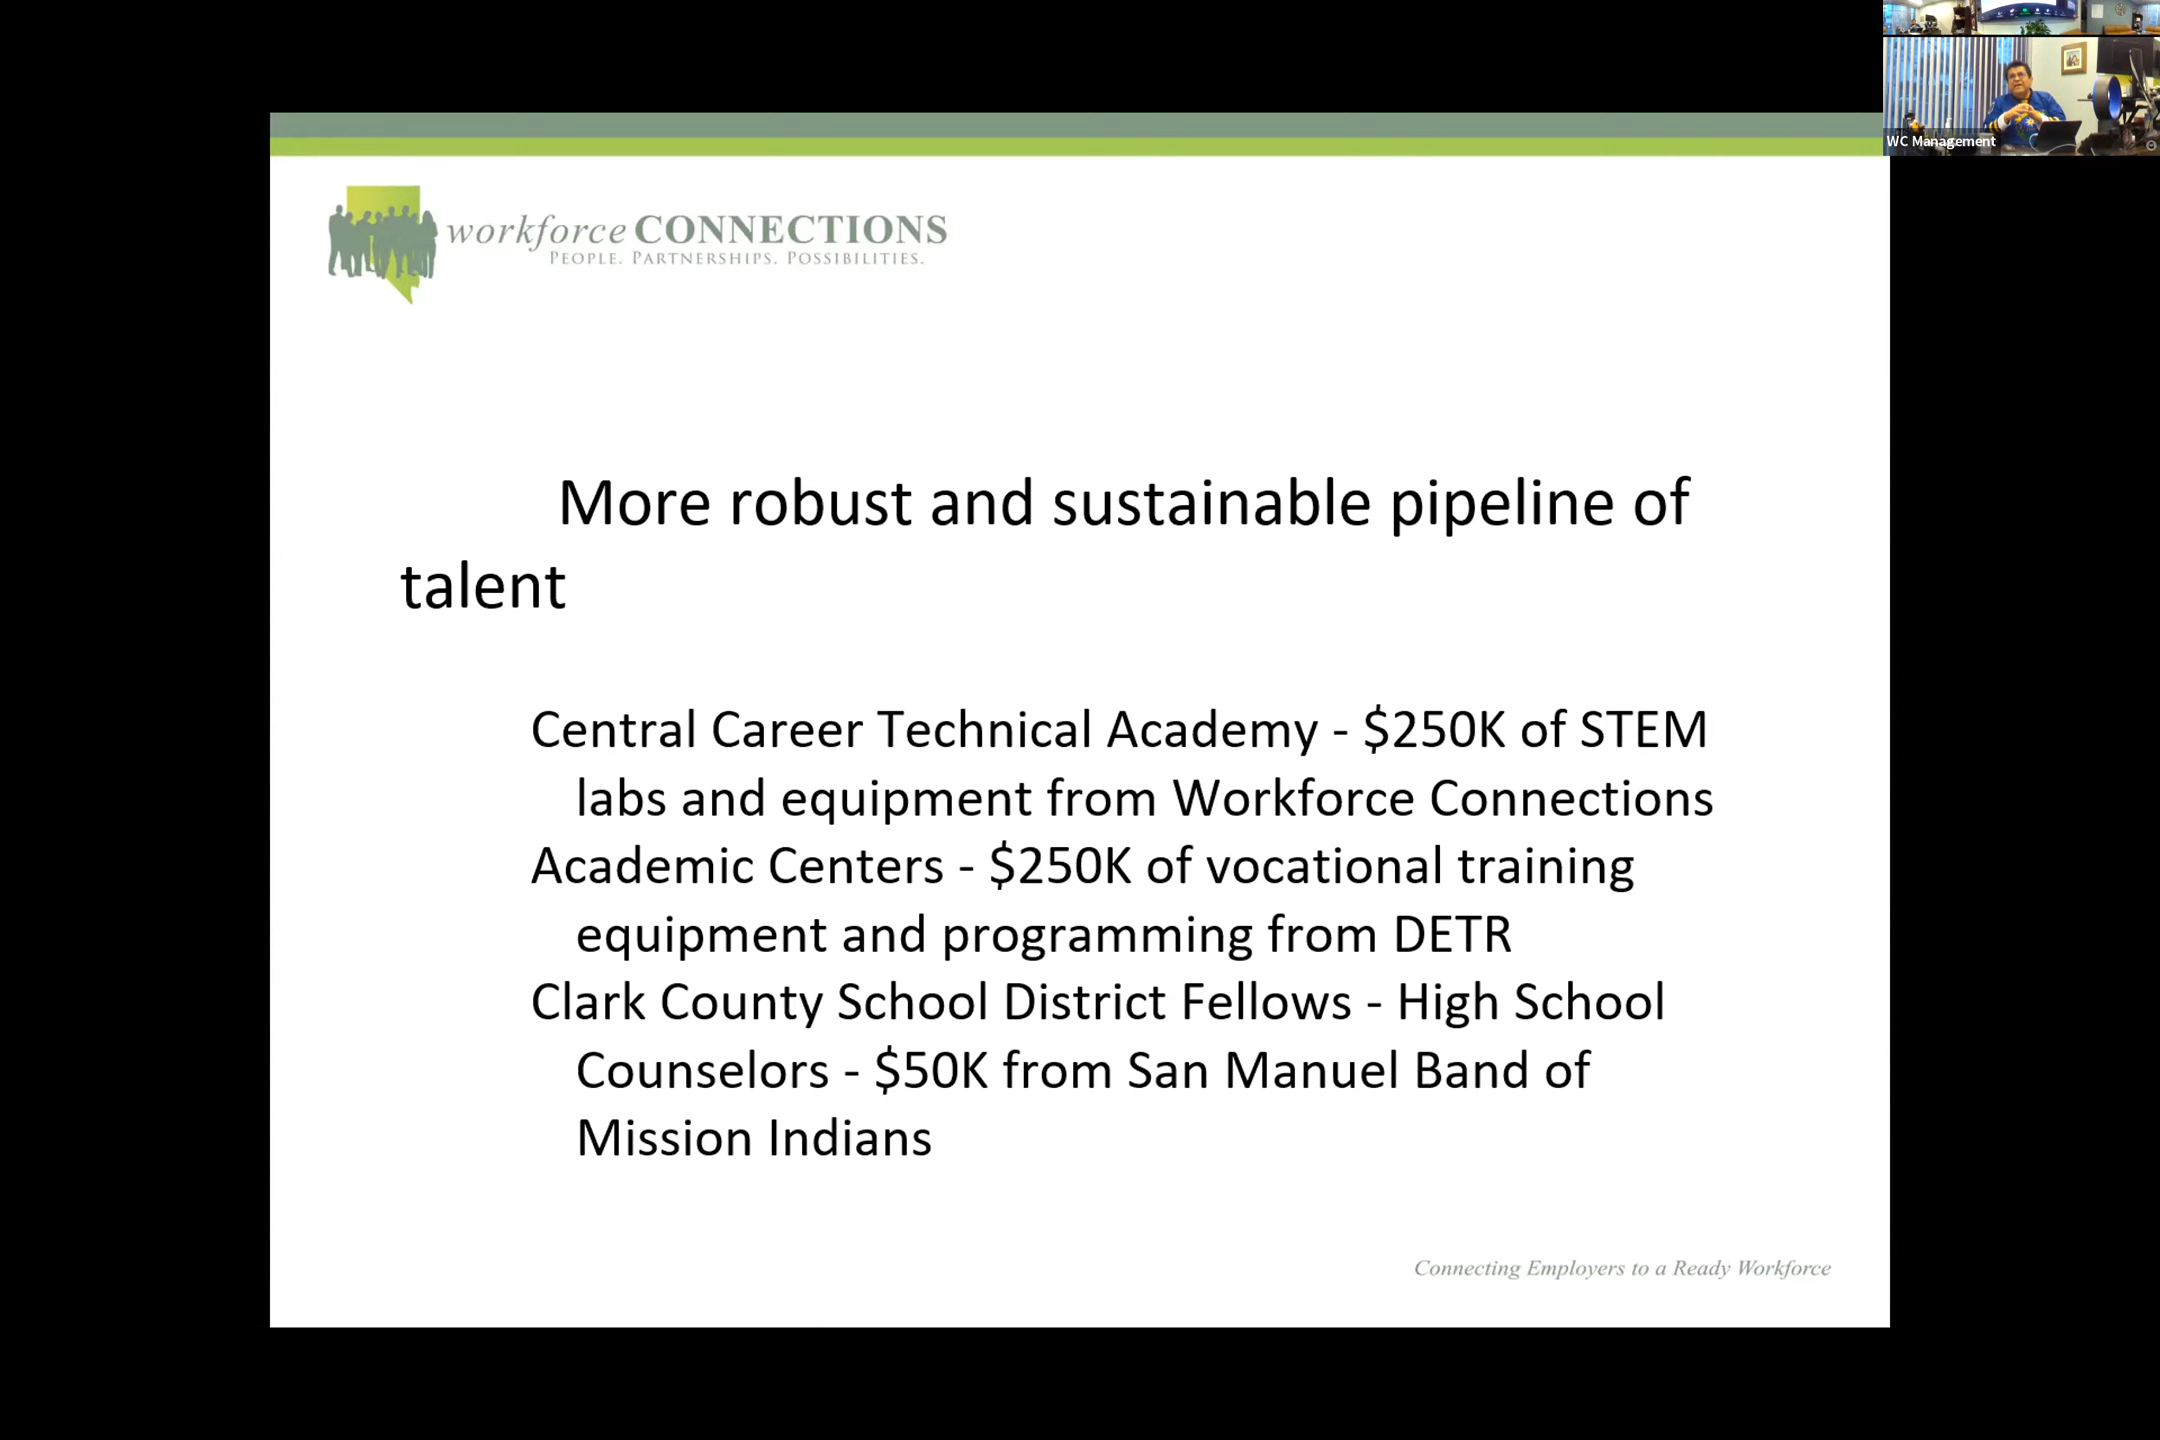 WC Management
workforce CONNECTIONS
PEOPLE. PARTNERSHIPS. POSSIBILITIES.
More robust and sustainable pipeline of
talent
Central Career Technical Academy - $250K of STEM
labs and equipment from Workforce Connections
Academic Centers - $250K of vocational training
equipment and programming from DETR
Clark County School District Fellows - High School
Counselors - $50K from San Manuel Band of
Mission Indians
Connecting Employers to a Ready Workforce